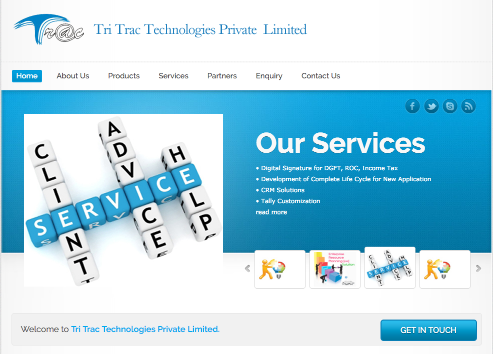 Tr@c
Tri Trac Technologies Private Limited
Home About Us Products Services Partners Enquiry Contact Us
CLIENT
ADVICE
HELP
SERVICE
Our Services
• Digital Signature for DGFT, ROC, Income Tax
• Development of Complete Life Cycle for New Application
• CRM Solutions
• Tally Customization
read more
Welcome to Tri Trac Technologies Private Limited.
GET IN TOUCH